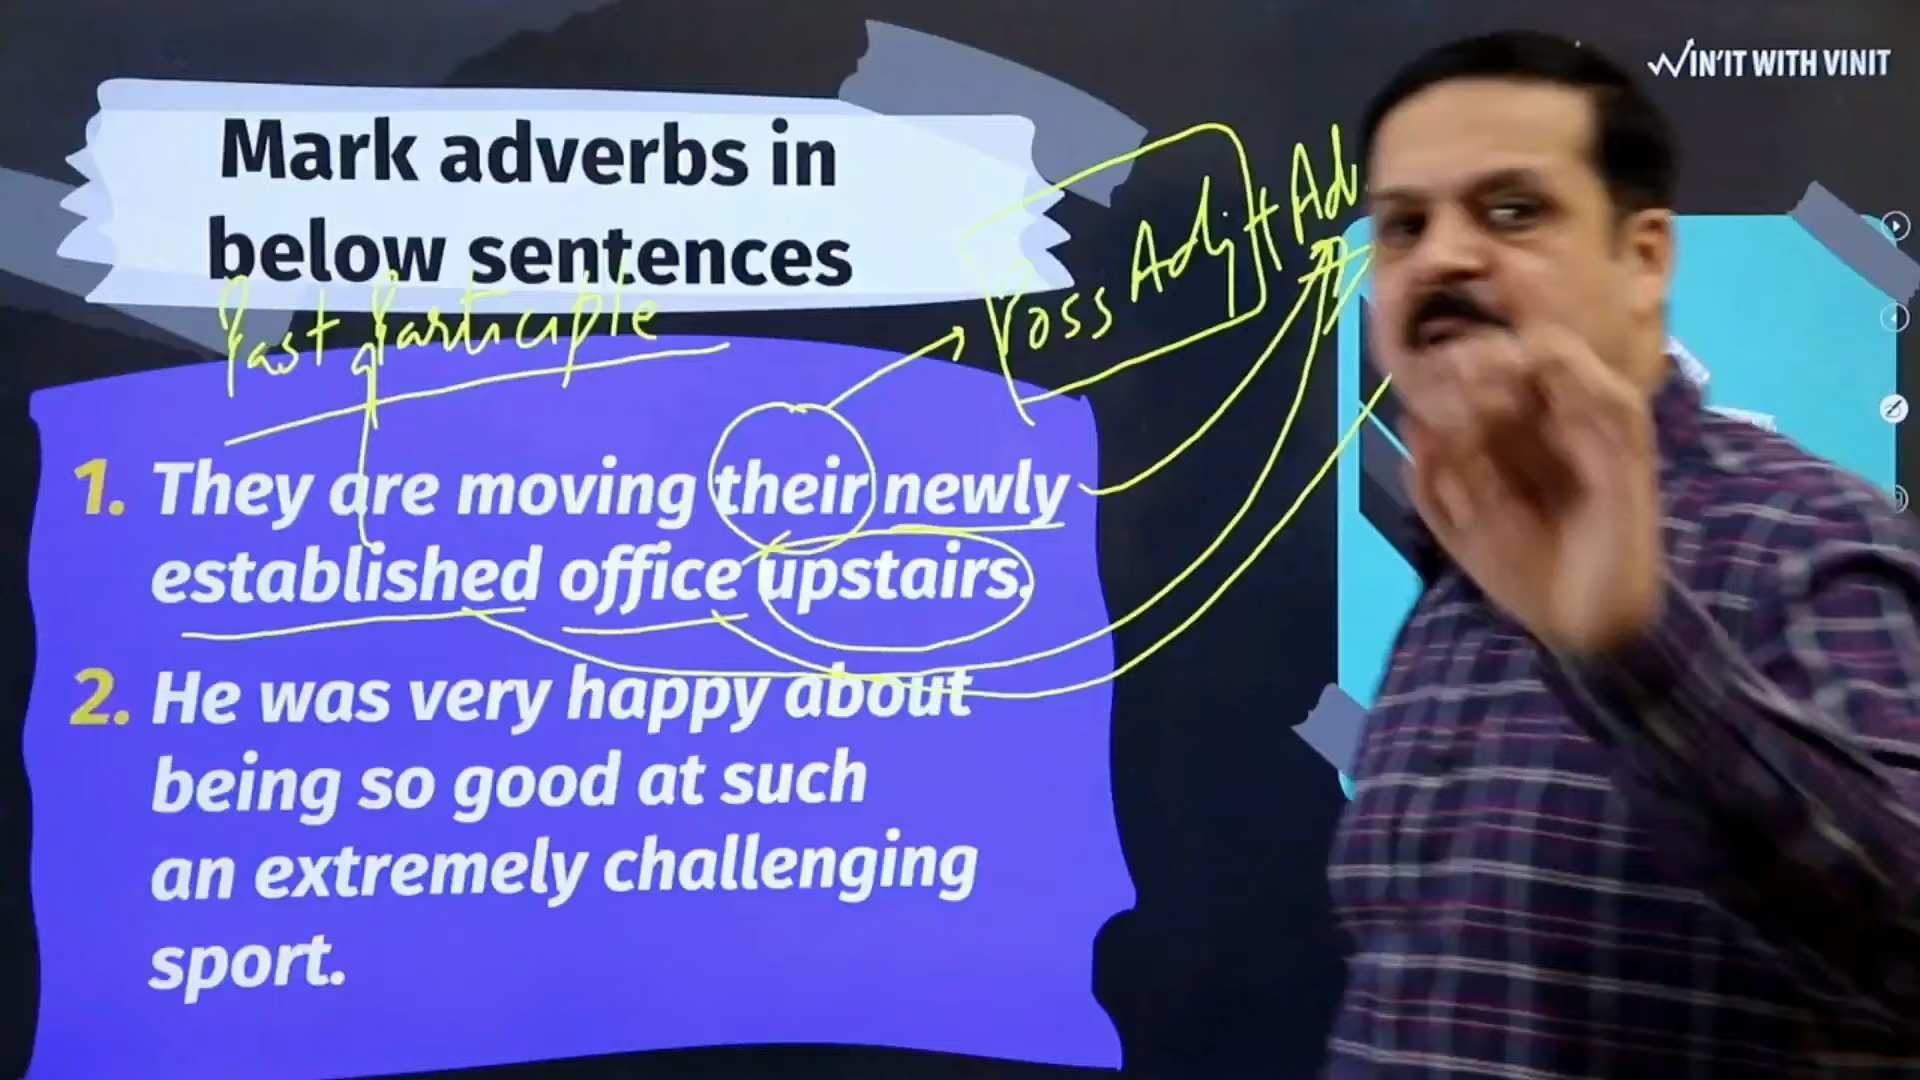 WIN'IT WITH VINIT
Mark adverbs in
below sentences
Past Participle
Poss Adj + Adv
1. They are moving their newly
established office upstairs.
2. He was very happy about
being so good at such
an extremely challenging
sport.